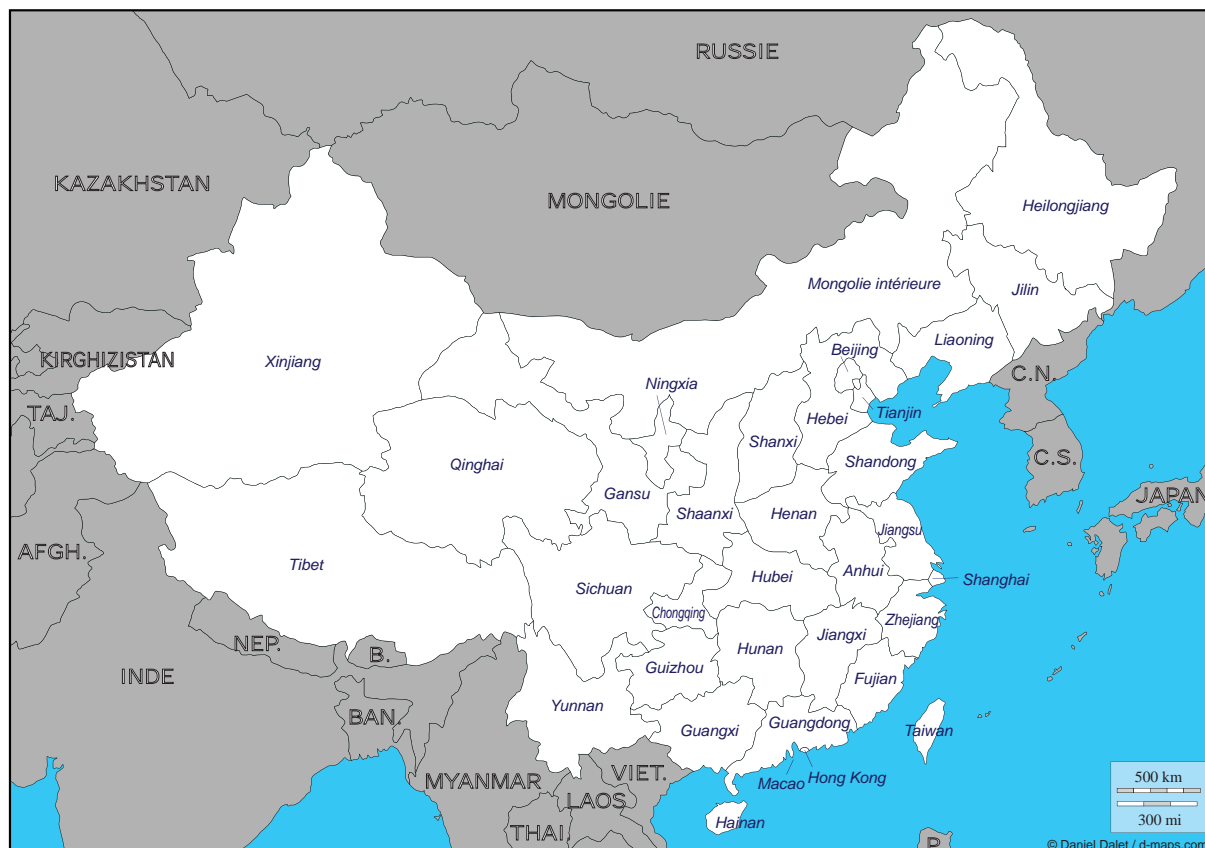 RUSSIE
KAZAKHSTAN
MONGOLIE
Heilongjiang
Mongolie intérieure
Jilin
KIRGHIZISTAN
Xinjiang
Beijing
Liaoning
C.N.
Ningxia
TAJ.
Hebei
Tianjin
Shanxi
C.S.
Qinghai
Shandong
Gansu
JAPAN
Shaanxi
Henan
Jiangsu
AFGH.
Tibet
Hubei
Anhui
Shanghai
Sichuan
Chongqing
Zhejiang
NEP.
B.
Jiangxi
Hunan
INDE
Guizhou
Fujian
Yunnan
BAN.
Guangxi
Guangdong
Taiwan
MYANMAR
VIET.
Macao
Hong Kong
500 km
LAOS
300 mi
Hainan
THAI.
P.
© Daniel Dalet / d-maps.com